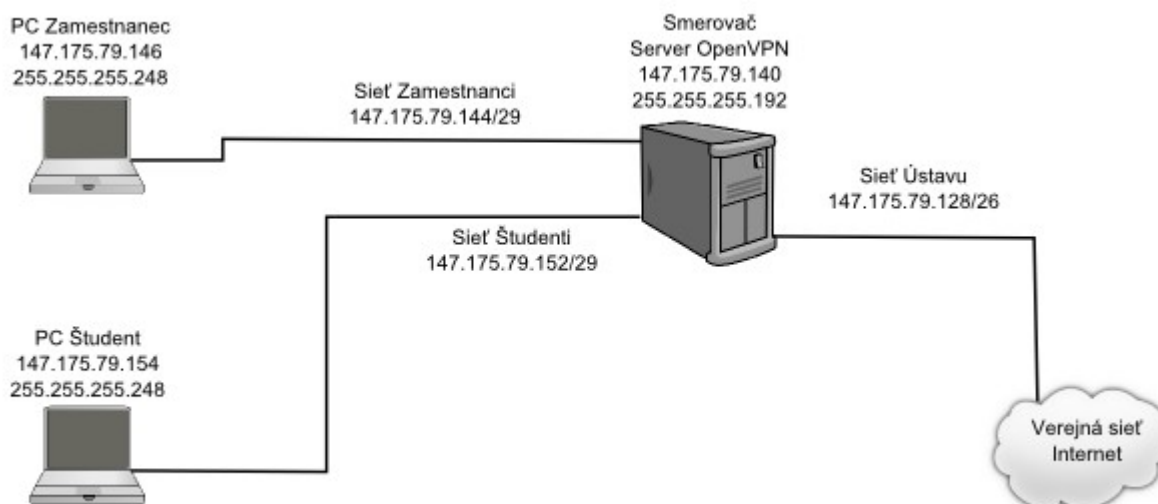 PC Zamestnanec
147.175.79.146
255.255.255.248
Sieť Zamestnanci
147.175.79.144/29
Smerovač
Server OpenVPN
147.175.79.140
255.255.255.192
Sieť Ústavu
147.175.79.128/26
Sieť Študenti
147.175.79.152/29
PC Študent
147.175.79.154
255.255.255.248
Verejná sieť
Internet